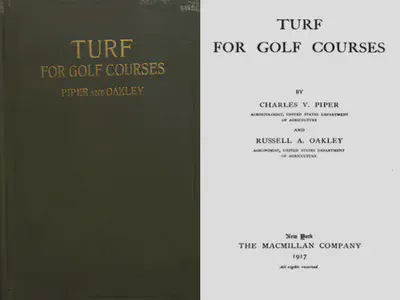 TURF
FOR GOLF COURSES
PIPER AND OAKLEY
TURF
FOR GOLF COURSES
BY
CHARLES V. PIPER
AGROSTOLOGIST, UNITED STATES DEPARTMENT
OF AGRICULTURE
AND
RUSSELL A. OAKLEY
AGRONOMIST, UNITED STATES DEPARTMENT
OF AGRICULTURE
New York
THE MACMILLAN COMPANY
1917
All rights reserved